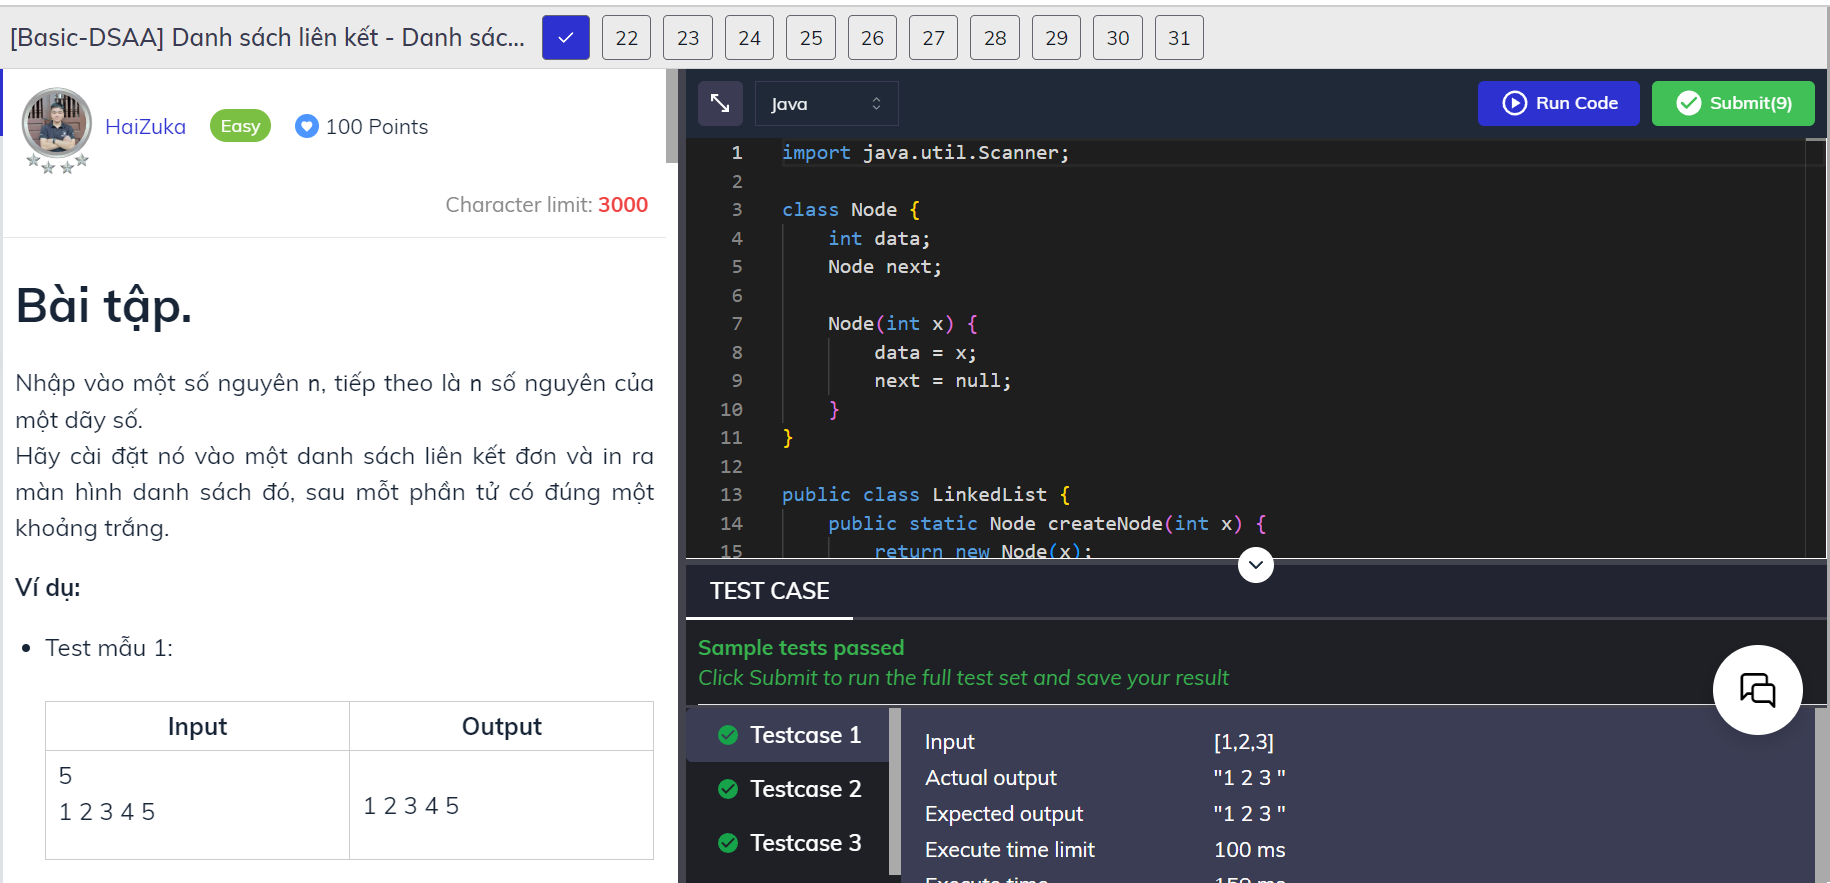 [Basic-DSAA] Danh sách liên kết - Danh sác...
22 23 24 25 26 27 28 29 30 31
HaiZuka Easy 100 Points
Character limit: 3000
Bài tập.
Nhập vào một số nguyên n, tiếp theo là n số nguyên của
một dãy số.
Hãy cài đặt nó vào một danh sách liên kết đơn và in ra
màn hình danh sách đó, sau mỗt phần tử có đúng một
khoảng trắng.
Ví dụ:
Test mẫu 1:
Input Output
5
1 2 3 4 5
1 2 3 4 5
Java
Run Code
Submit(9)
1 import java.util.Scanner;
2
3 class Node {
4 int data;
5 Node next;
6
7 Node(int x) {
8 data = x;
9 next = null;
10 }
11 }
12
13 public class LinkedList {
14 public static Node createNode(int x) {
15 return new Node(x);
TEST CASE
Sample tests passed
Click Submit to run the full test set and save your result
Testcase 1
Testcase 2
Testcase 3
Input [1,2,3]
Actual output "1 2 3 "
Expected output "1 2 3 "
Execute time limit 100 ms
Execute time 159 ms